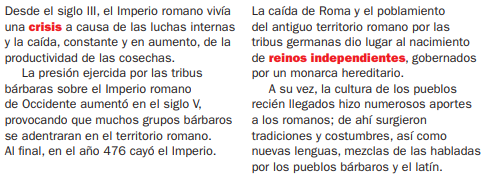 Desde el siglo III, el Imperio romano vivía
una crisis a causa de las luchas internas
y la caída, constante y en aumento, de la
productividad de las cosechas.
La presión ejercida por las tribus
bárbaras sobre el Imperio romano
de Occidente aumentó en el siglo V,
provocando que muchos grupos bárbaros
se adentraran en el territorio romano.
Al final, en el año 476 cayó el Imperio.
La caída de Roma y el poblamiento
del antiguo territorio romano por las
tribus germanas dio lugar al nacimiento
de reinos independientes, gobernados
por un monarca hereditario.
A su vez, la cultura de los pueblos
recién llegados hizo numerosos aportes
a los romanos; de ahí surgieron
tradiciones y costumbres, así como
nuevas lenguas, mezclas de las habladas
por los pueblos bárbaros y el latín.